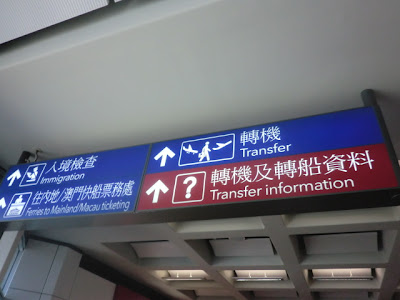 入境檢查
Immigration
往內地/澳門快船票務處
Ferries to Mainland/Macau ticketing
轉機
Transfer
?
轉機及轉船資料
Transfer information